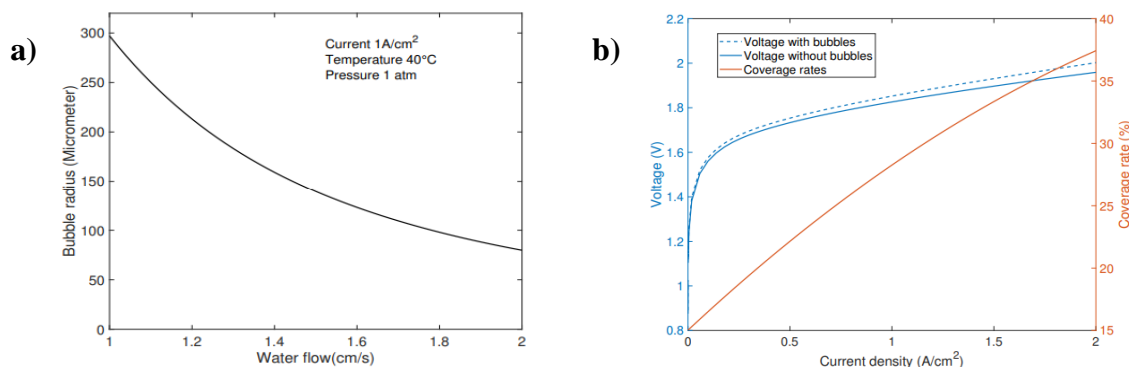 a)
300
250
200
150
100
50
0
Bubble radius (Micrometer)
Current 1A/cm²
Temperature 40°C
Pressure 1 atm
1 1.2 1.4 1.6 1.8 2
Water flow(cm/s)
b)
2.2
2
1.8
1.6
1.4
1.2
1
0.8
Voltage (V)
Voltage with bubbles
Voltage without bubbles
Coverage rates
40
35
30
25
20
15
Coverage rate (%)
0 0.5 1 1.5 2
Current density (A/cm²)